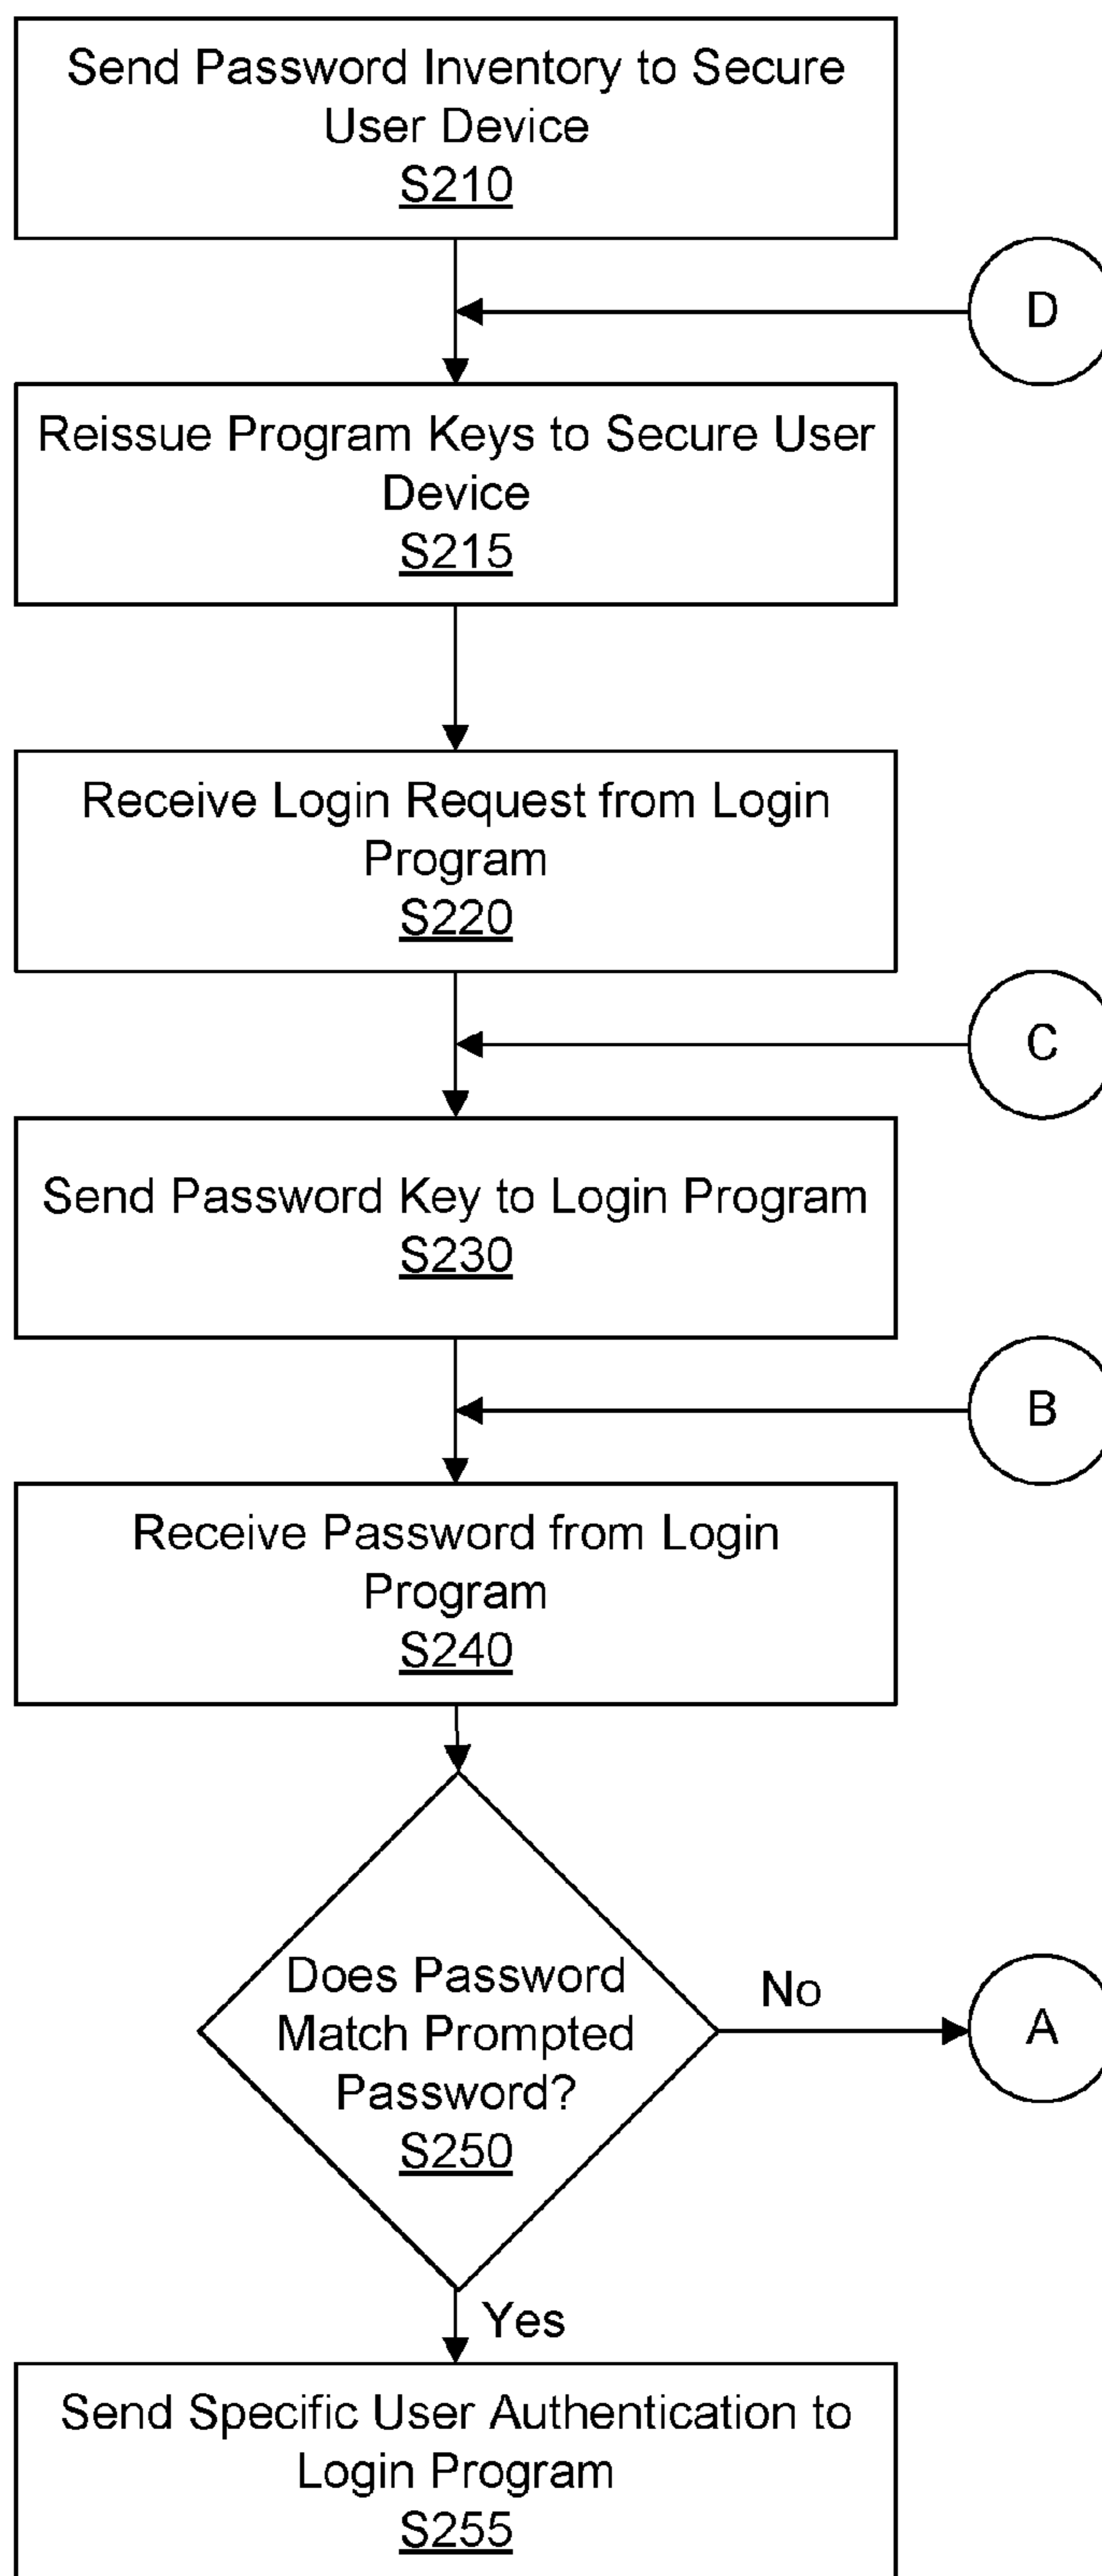 Send Password Inventory to Secure
User Device
S210
D
Reissue Program Keys to Secure User
Device
S215
Receive Login Request from Login
Program
S220
C
Send Password Key to Login Program
S230
B
Receive Password from Login
Program
S240
Does Password
Match Prompted
Password?
S250
No
A
Yes
Send Specific User Authentication to
Login Program
S255